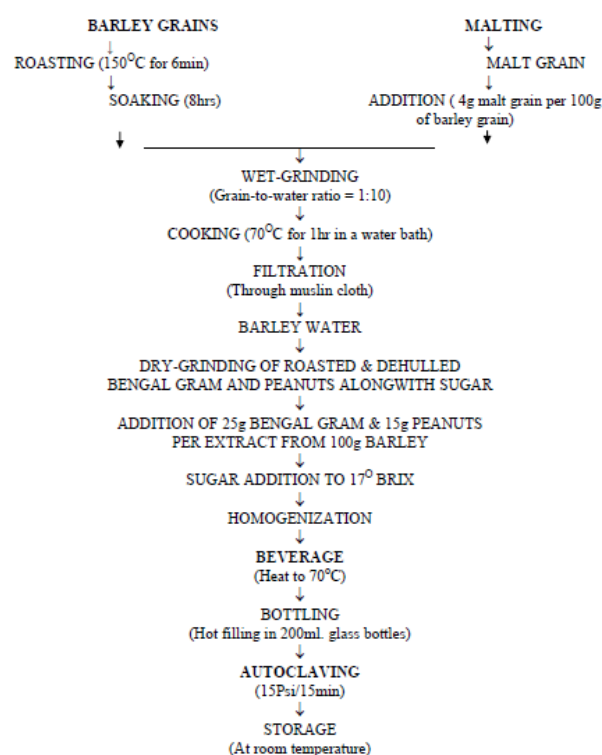 BARLEY GRAINS
MALTING
ROASTING (150OC for 6min)
MALT GRAIN
SOAKING (8hrs)
ADDITION ( 4g malt grain per 100g
of barley grain)
WET-GRINDING
(Grain-to-water ratio = 1:10)
COOKING (70OC for 1hr in a water bath)
FILTRATION
(Through muslin cloth)
BARLEY WATER
DRY-GRINDING OF ROASTED & DEHULLED
BENGAL GRAM AND PEANUTS ALONGWITH SUGAR
ADDITION OF 25g BENGAL GRAM & 15g PEANUTS
PER EXTRACT FROM 100g BARLEY
SUGAR ADDITION TO 17O BRIX
HOMOGENIZATION
BEVERAGE
(Heat to 70OC)
BOTTLING
(Hot filling in 200ml. glass bottles)
AUTOCLAVING
(15Psi/15min)
STORAGE
(At room temperature)